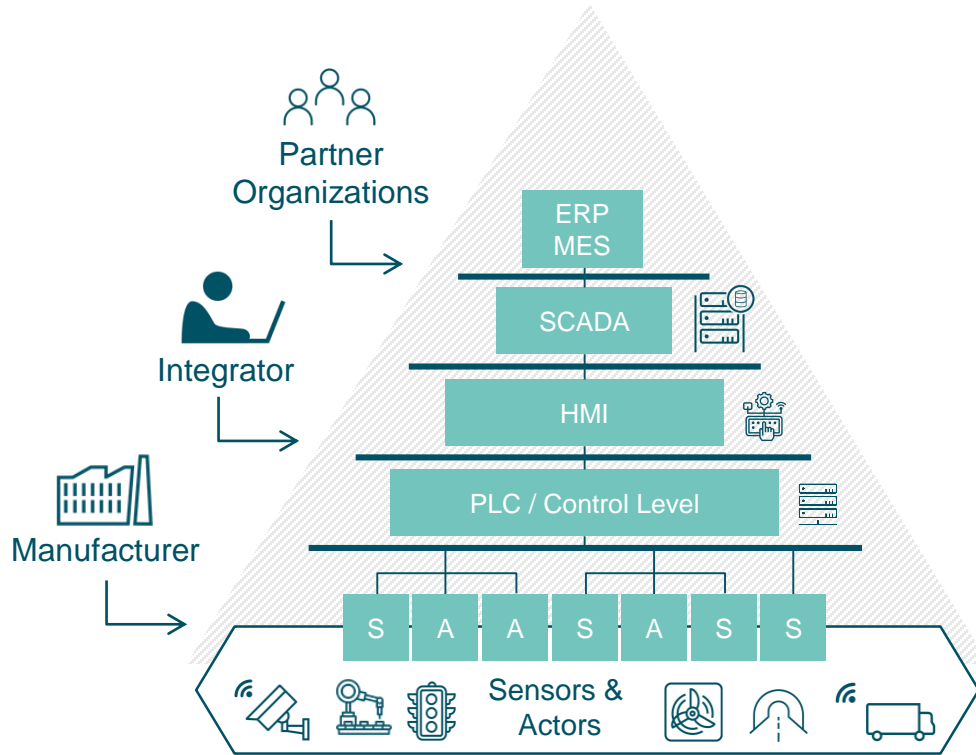 Partner
Organizations
ERP
MES
SCADA
Integrator
HMI
PLC / Control Level
Manufacturer
S A A S A S S
Sensors &
Actors